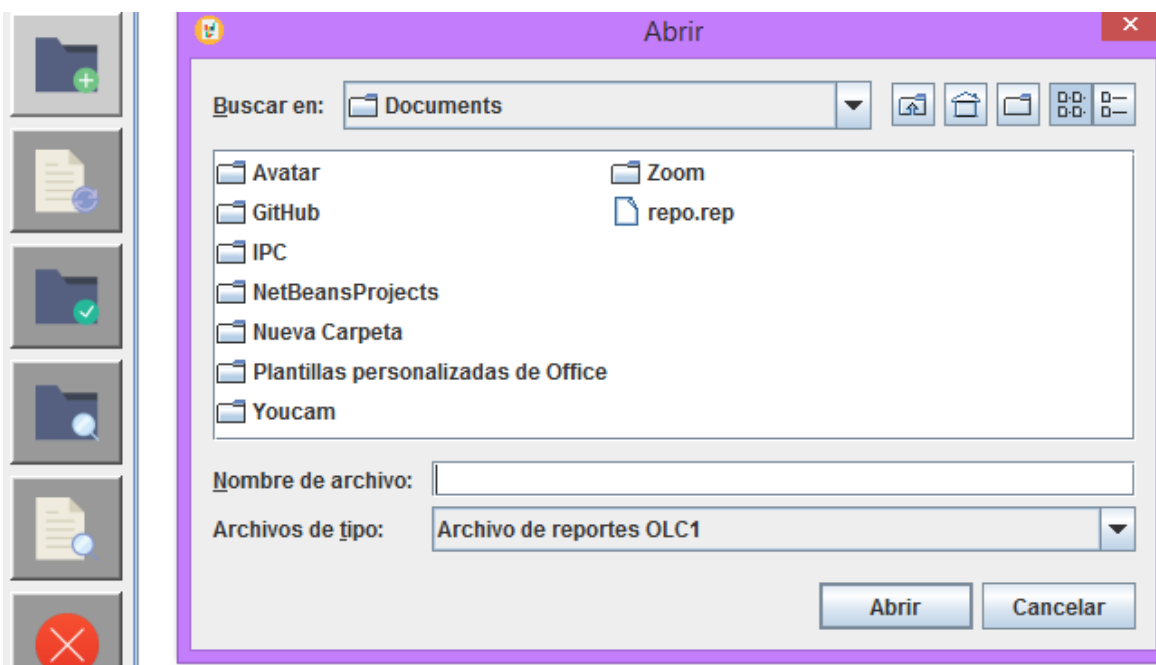 Abrir
Buscar en: Documents
Avatar
GitHub
IPC
NetBeansProjects
Nueva Carpeta
Plantillas personalizadas de Office
Youcam
Zoom
repo.rep
Nombre de archivo:
Archivos de tipo: Archivo de reportes OLC1
Abrir Cancelar